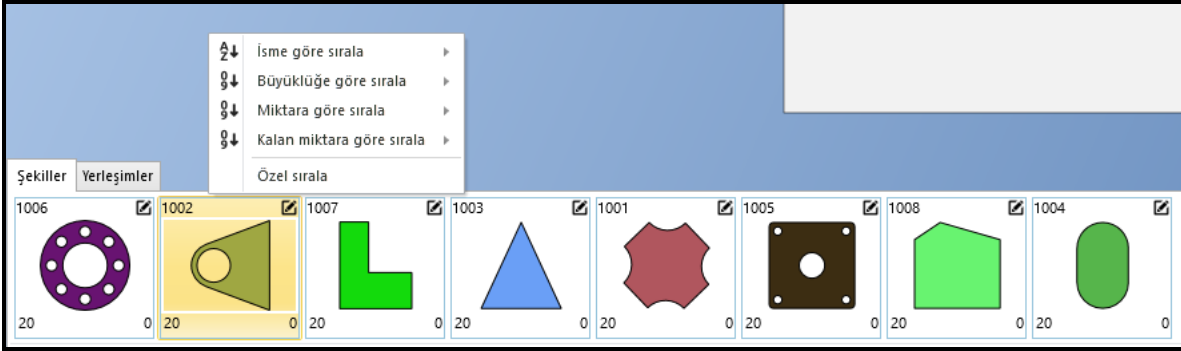 İsme göre sırala
Büyüklüğe göre sırala
Miktara göre sırala
Kalan miktara göre sırala
Özel sırala
Şekiller Yerleşimler
1006 1002 1007 1003 1001 1005 1008 1004
20 0 20 0 20 0 20 0 20 0 20 0 20 0 20 0